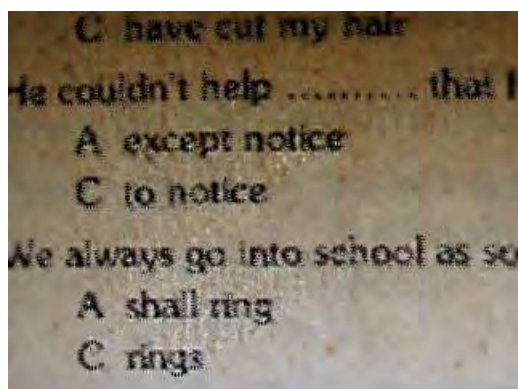 C have cut my hair
He couldn't help .......... that I
A except notice
C to notice
We always go into school as so
A shall ring
C rings